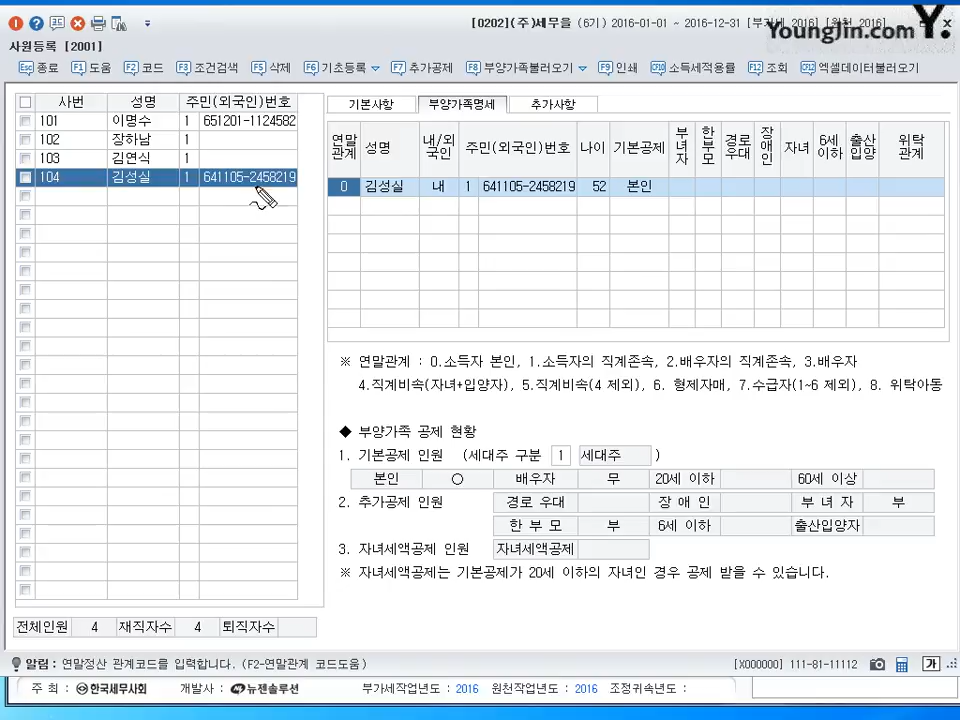 [0202](주)세무을 (6기) 2016-01-01 ~ 2016-12-31 [부가세 2016] [원천 2016]
YoungJin.com Y.
사원등록 [2001]
Esc 종료 F1 도움 F2 코드 F3 조건검색 F5 삭제 F6 기초등록 F7 추가공제 F8 부양가족불러오기 F9 인쇄 CF10 소득세적용률 F12 조회 CF12 엑셀데이터불러오기
사번 성명 주민(외국인)번호
101 이명수 1 651201-1124582
102 장하남 1
103 김연식 1
104 김성실 1 641105-2458219
기본사항 부양가족명세 추가사항
연말관계 성명 내/외국인 주민(외국인)번호 나이 기본공제 부녀자 한부모 경로우대 장애인 자녀 6세이하 출산입양 위탁관계
0 김성실 내 1 641105-2458219 52 본인
※ 연말관계 : 0.소득자 본인, 1.소득자의 직계존속, 2.배우자의 직계존속, 3.배우자
4.직계비속(자녀+입양자), 5.직계비속(4 제외), 6. 형제자매, 7.수급자(1~6 제외), 8. 위탁아동
◆ 부양가족 공제 현황
1. 기본공제 인원 (세대주 구분 1 세대주 )
본인 ○ 배우자 무 20세 이하 60세 이상
2. 추가공제 인원 경로 우대 장 애 인 부 녀 자 부
한 부 모 부 6세 이하 출산입양자
3. 자녀세액공제 인원 자녀세액공제
※ 자녀세액공제는 기본공제가 20세 이하의 자녀인 경우 공제 받을 수 있습니다.
전체인원 4 재직자수 4 퇴직자수
알림 : 연말정산 관계코드를 입력합니다. (F2-연말관계 코드도움) [X000000] 111-81-11112 가
주 최 : 한국세무사회 개발사 : 뉴젠솔루션 부가세작업년도 : 2016 원천작업년도 : 2016 조정귀속년도 :